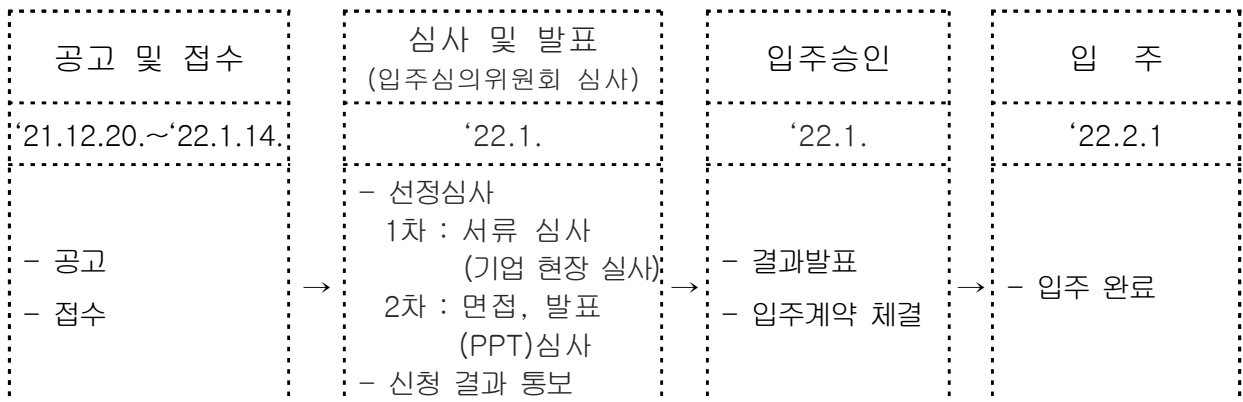 공고 및 접수
'21.12.20.~'22.1.14.
- 공고
- 접수
→
심사 및 발표
(입주심의위원회 심사)
'22.1.
- 선정심사
1차 : 서류 심사
(기업 현장 실사)
2차 : 면접, 발표
(PPT)심사
- 신청 결과 통보
→
입주승인
'22.1.
- 결과발표
- 입주계약 체결
→
입 주
'22.2.1
- 입주 완료